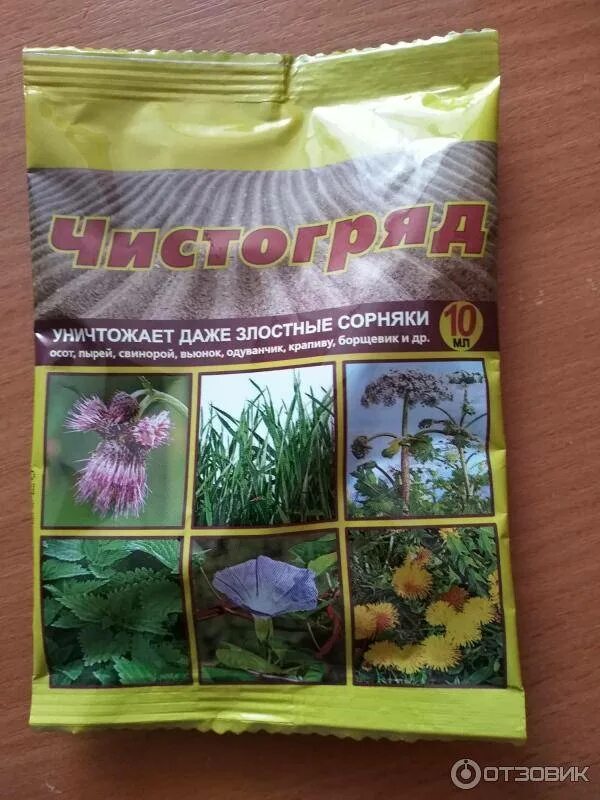 Чистогряд
УНИЧТОЖАЕТ ДАЖЕ ЗЛОСТНЫЕ СОРНЯКИ
осот, пырей, свинорой, вьюнок, одуванчик, крапиву, борщевик и др.
10
МЛ
ОТЗОВИК